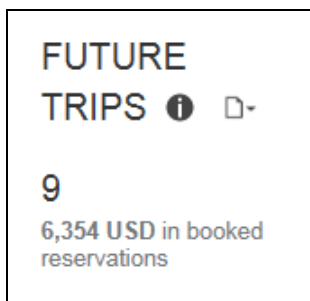 FUTURE
TRIPS
9
6,354 USD in booked
reservations